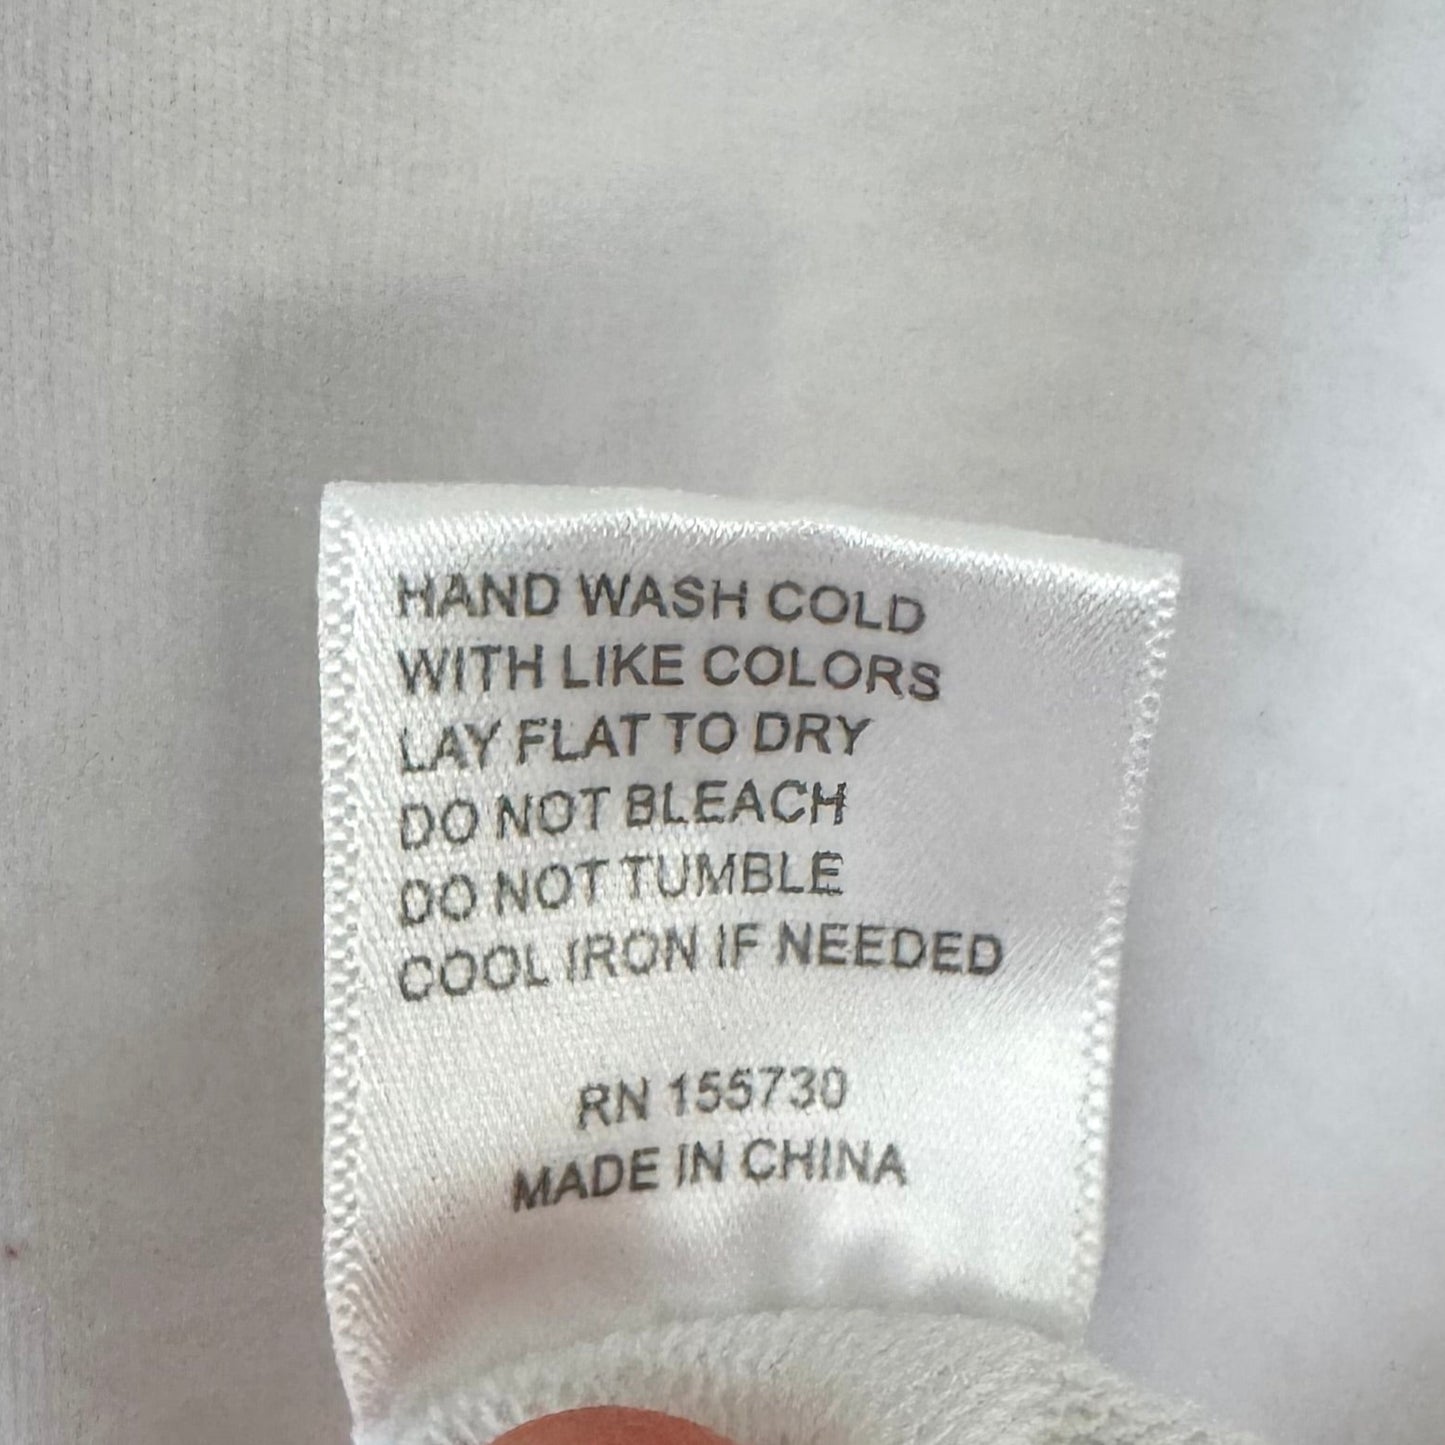 HAND WASH COLD
WITH LIKE COLORS
LAY FLAT TO DRY
DO NOT BLEACH
DO NOT TUMBLE
COOL IRON IF NEEDED
RN 155730
MADE IN CHINA